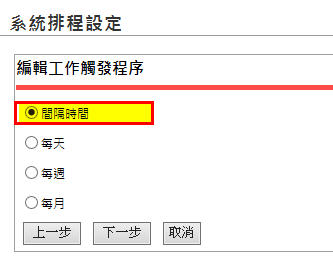 系統排程設定
編輯工作觸發程序
間隔時間
每天
每週
每月
上一步 下一步 取消